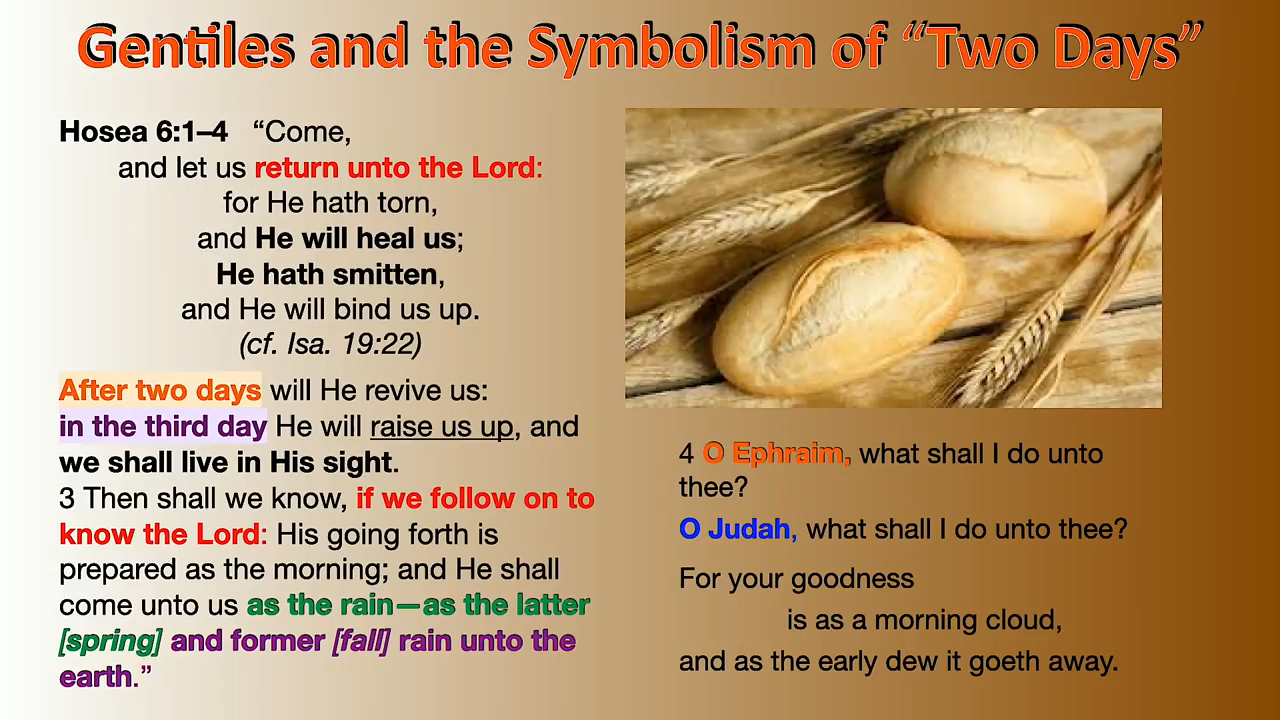 Gentiles and the Symbolism of “Two Days”
Hosea 6:1–4 “Come,
and let us return unto the Lord:
for He hath torn,
and He will heal us;
He hath smitten,
and He will bind us up.
(cf. Isa. 19:22)
After two days will He revive us:
in the third day He will raise us up, and
we shall live in His sight.
3 Then shall we know, if we follow on to
know the Lord: His going forth is
prepared as the morning; and He shall
come unto us as the rain—as the latter
[spring] and former [fall] rain unto the
earth.”
4 O Ephraim, what shall I do unto
thee?
O Judah, what shall I do unto thee?
For your goodness
is as a morning cloud,
and as the early dew it goeth away.